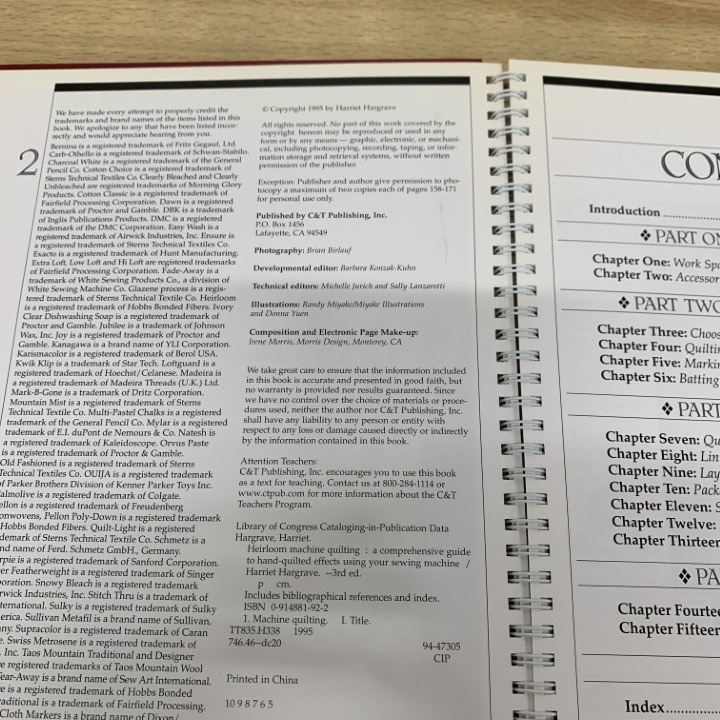 2
We have made every attempt to properly credit the
trademarks and brand names of the items listed in this
book. We apologize to any that have been listed incor-
rectly and would appreciate hearing from you.
Bernina is a registered trademark of Fritz Gegauf, Ltd.
Carb-Othello is a registered trademark of Schwan-Stabilo.
Charcoal White is a registered trademark of the General
Pencil Co. Cotton Choice is a registered trademark of
Sterns Technical Textiles Co. Clearly Bleached and Clearly
Unbleached are registered trademarks of Morning Glory
Products. Cotton Classic is a registered trademark of
Fairfield Processing Corporation. Dawn is a registered
trademark of Proctor and Gamble. DBK is a trademark
of Inglis Publications Products. DMC is a registered
trademark of the DMC Corporation. Easy Wash is a
registered trademark of Airwick Industries, Inc. Ensure is
a registered trademark of Sterns Technical Textiles Co.
Exacto is a registered trademark of Hunt Manufacturing.
Extra Loft, Low Loft and Hi Loft are registered trademarks
of Fairfield Processing Corporation. Fade-Away is a
trademark of White Sewing Products Co., a division of
White Sewing Machine Co. Glazene process is a regis-
tered trademark of Sterns Technical Textile Co. Heirloom
is a registered trademark of Hobbs Bonded Fibers. Ivory
Clear Dishwashing Soap is a registered trademark of
Proctor and Gamble. Jubilee is a trademark of Johnson
Wax, Inc. Joy is a registered trademark of Proctor and
Gamble. Kanagawa is a brand name of YLI Corporation.
Karismacolor is a registered trademark of Berol USA.
Kwik Klip is a trademark of Star Tech. Loftguard is a
registered trademark of Hoechst/Celanese. Madeira is
a registered trademark of Madeira Threads (U.K.) Ltd.
Mark-B-Gone is a trademark of Dritz Corporation.
Mountain Mist is a registered trademark of Sterns
Technical Textile Co. Multi-Pastel Chalks is a registered
trademark of the General Pencil Co. Mylar is a registered
trademark of E.I. duPont de Nemours & Co. Natesh is
a registered trademark of Kaleidoscope. Orvus Paste
is a registered trademark of Proctor & Gamble.
Old Fashioned is a registered trademark of Sterns
Technical Textiles Co. OUIJA is a registered trademark
of Parker Brothers Division of Kenner Parker Toys Inc.
Palmolive is a registered trademark of Colgate.
ellon is a registered trademark of Freudenberg
onwovens, Pellon Poly-Down is a registered trademark
Hobbs Bonded Fibers. Quilt-Light is a registered
demark of Sterns Technical Textile Co. Schmetz is a
nd name of Ferd. Schmetz GmbH., Germany.
rpie is a registered trademark of Sanford Corporation.
er Featherweight is a registered trademark of Singer
poration. Snowy Bleach is a registered trademark
rwick Industries, Inc. Stitch Thru is a trademark of
ternational. Sulky is a registered trademark of Sulky
erica. Sullivan Metafil is a brand name of Sullivan,
any. Supracolor is a registered trademark of Caran
e. Swiss Metrosene is a registered trademark of
, Inc. Taos Mountain Traditional and Designer
e registered trademarks of Taos Mountain Wool
Tear-Away is a brand name of Sew Art International.
e is a registered trademark of Hobbs Bonded
raditional is a trademark of Fairfield Processing.
Cloth Markers is a brand name of Dixon/
© Copyright 1995 by Harriet Hargrave
All rights reserved. No part of this work covered by the
copyright hereon may be reproduced or used in any
form or by any means — graphic, electronic, or mechani-
cal, including photocopying, recording, taping, or infor-
mation storage and retrieval systems, without written
permission of the publisher.
Exception: Publisher and author give permission to pho-
tocopy a maximum of two copies each of pages 158-171
for personal use only.
Published by C&T Publishing, Inc.
P.O. Box 1456
Lafayette, CA 94549
Photography: Brian Birlauf
Developmental editor: Barbara Konzak-Kuhn
Technical editors: Michelle Jurich and Sally Lanzaretti
Illustrations: Randy Miyake/Miyake Illustrations
and Donna Yuen
Composition and Electronic Page Make-up:
Irene Morris, Morris Design, Monterey, CA
We take great care to ensure that the information included
in this book is accurate and presented in good faith, but
no warranty is provided nor results guaranteed. Since
we have no control over the choice of materials or proce-
dures used, neither the author nor C&T Publishing, Inc.
shall have any liability to any person or entity with
respect to any loss or damage caused directly or indirectly
by the information contained in this book.
Attention Teachers:
C&T Publishing, Inc. encourages you to use this book
as a text for teaching. Contact us at 800-284-1114 or
www.ctpub.com for more information about the C&T
Teachers Program.
Library of Congress Cataloging-in-Publication Data
Hargrave, Harriet.
Heirloom machine quilting : a comprehensive guide
to hand-quilted effects using your sewing machine /
Harriet Hargrave. --3rd ed.
p cm.
Includes bibliographical references and index.
ISBN 0-914881-92-2
1. Machine quilting. I. Title.
TT835.H338 1995
746.46--dc20 94-47305
CIP
Printed in China
10 9 8 7 6 5
CO
Introduction
PART ON
Chapter One: Work Spa
Chapter Two: Accessor
PART TWO
Chapter Three: Choos
Chapter Four: Quiltin
Chapter Five: Markin
Chapter Six: Batting
PART
Chapter Seven: Qu
Chapter Eight: Lin
Chapter Nine: Lay
Chapter Ten: Pack
Chapter Eleven: S
Chapter Twelve:
Chapter Thirteen
PA
Chapter Fourtee
Chapter Fifteen
Index